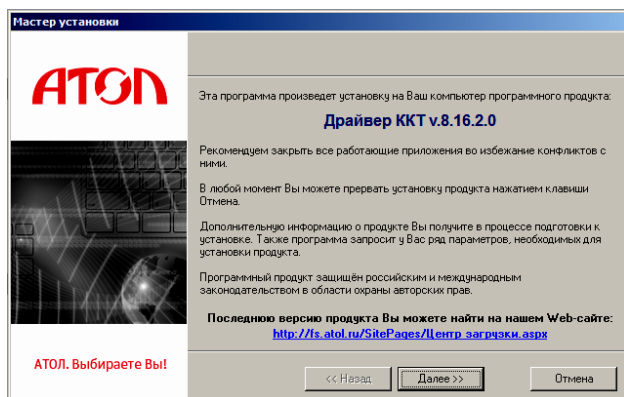 Мастер установки
АТОЛ
Эта программа произведет установку на Ваш компьютер программного продукта:
Драйвер ККТ v.8.16.2.0
Рекомендуем закрыть все работающие приложения во избежание конфликтов с
ними.
В любой момент Вы можете прервать установку продукта нажатием клавиши
Отмена.
Дополнительную информацию о продукте Вы получите в процессе подготовки к
установке. Также программа запросит у Вас ряд параметров, необходимых для
установки продукта.
Программный продукт защищён российским и международным
законодательством в области охраны авторских прав.
Последнюю версию продукта Вы можете найти на нашем Web-сайте:
http://fs.atol.ru/SitePages/Центр загрузки.aspx
АТОЛ. Выбираете Вы!
<< Назад
Далее >>
Отмена